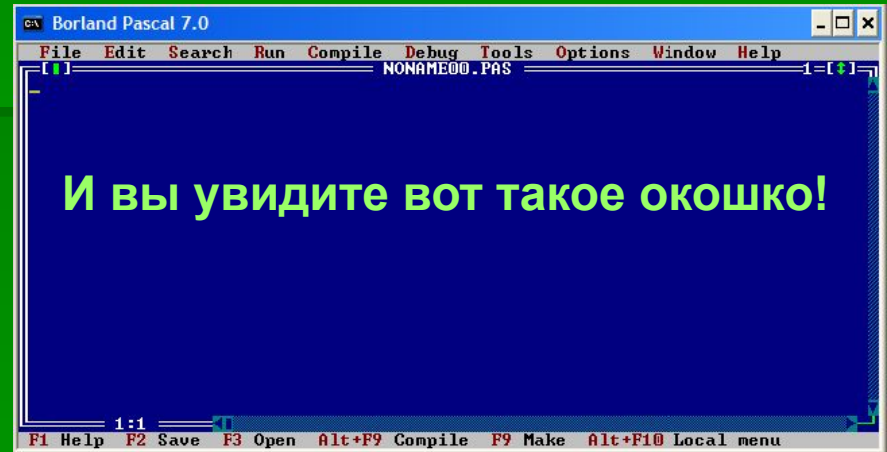 Borland Pascal 7.0
File Edit Search Run Compile Debug Tools Options Window Help
NONAME00.PAS 1
И вы увидите вот такое окошко!
1:1
F1 Help F2 Save F3 Open Alt+F9 Compile F9 Make Alt+F10 Local menu